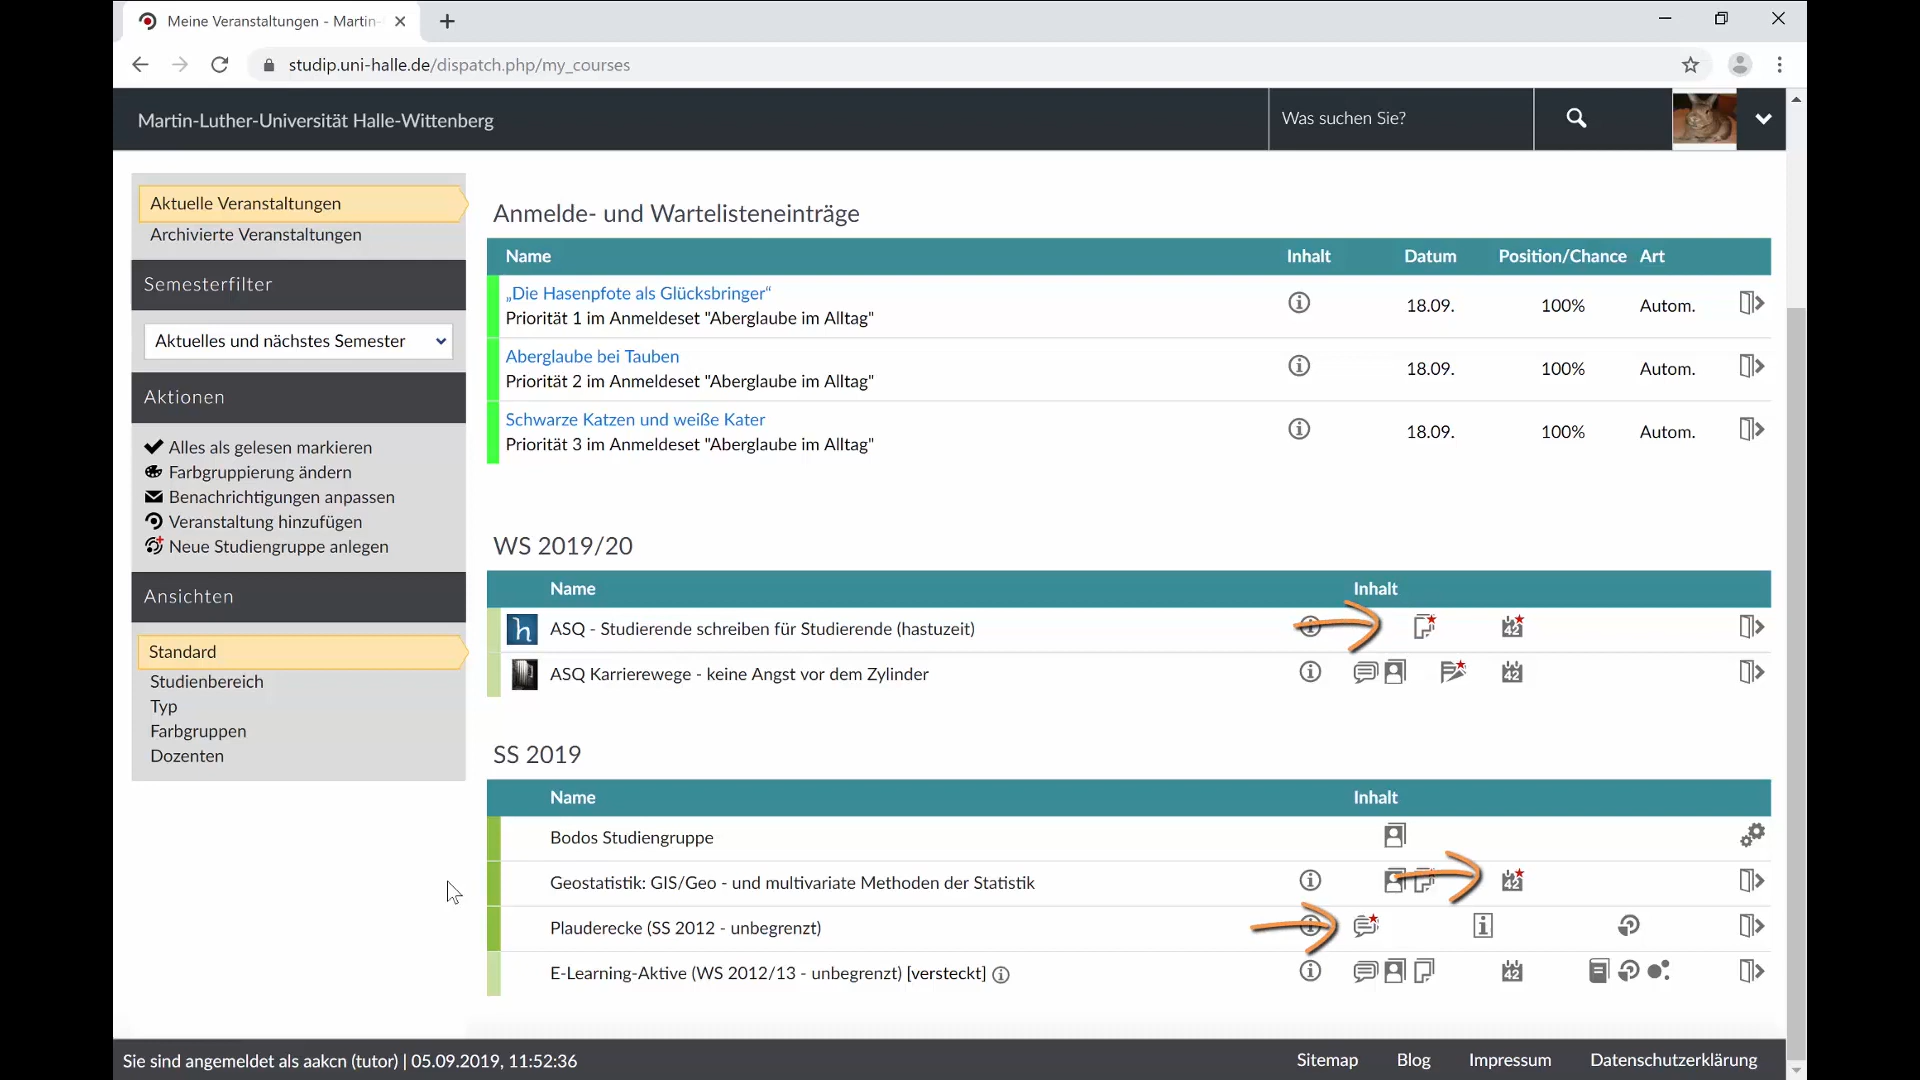 Meine Veranstaltungen - Martin-
studip.uni-halle.de/dispatch.php/my_courses
Martin-Luther-Universität Halle-Wittenberg
Was suchen Sie?
Aktuelle Veranstaltungen
Archivierte Veranstaltungen
Semesterfilter
Aktuelles und nächstes Semester
Aktionen
Alles als gelesen markieren
Farbgruppierung ändern
Benachrichtigungen anpassen
Veranstaltung hinzufügen
Neue Studiengruppe anlegen
Ansichten
Standard
Studienbereich
Typ
Farbgruppen
Dozenten
Anmelde- und Wartelisteneinträge
Name Inhalt Datum Position/Chance Art
„Die Hasenpfote als Glücksbringer“
Priorität 1 im Anmeldeset "Aberglaube im Alltag" 18.09. 100% Autom.
Aberglaube bei Tauben
Priorität 2 im Anmeldeset "Aberglaube im Alltag" 18.09. 100% Autom.
Schwarze Katzen und weiße Kater
Priorität 3 im Anmeldeset "Aberglaube im Alltag" 18.09. 100% Autom.
WS 2019/20
Name Inhalt
h ASQ - Studierende schreiben für Studierende (hastuzeit) 42
ASQ Karrierewege - keine Angst vor dem Zylinder 42
SS 2019
Name Inhalt
Bodos Studiengruppe
Geostatistik: GIS/Geo - und multivariate Methoden der Statistik 42
Plauderecke (SS 2012 - unbegrenzt)
E-Learning-Aktive (WS 2012/13 - unbegrenzt) [versteckt] 42
Sie sind angemeldet als aakcn (tutor) | 05.09.2019, 11:52:36
Sitemap Blog Impressum Datenschutzerklärung